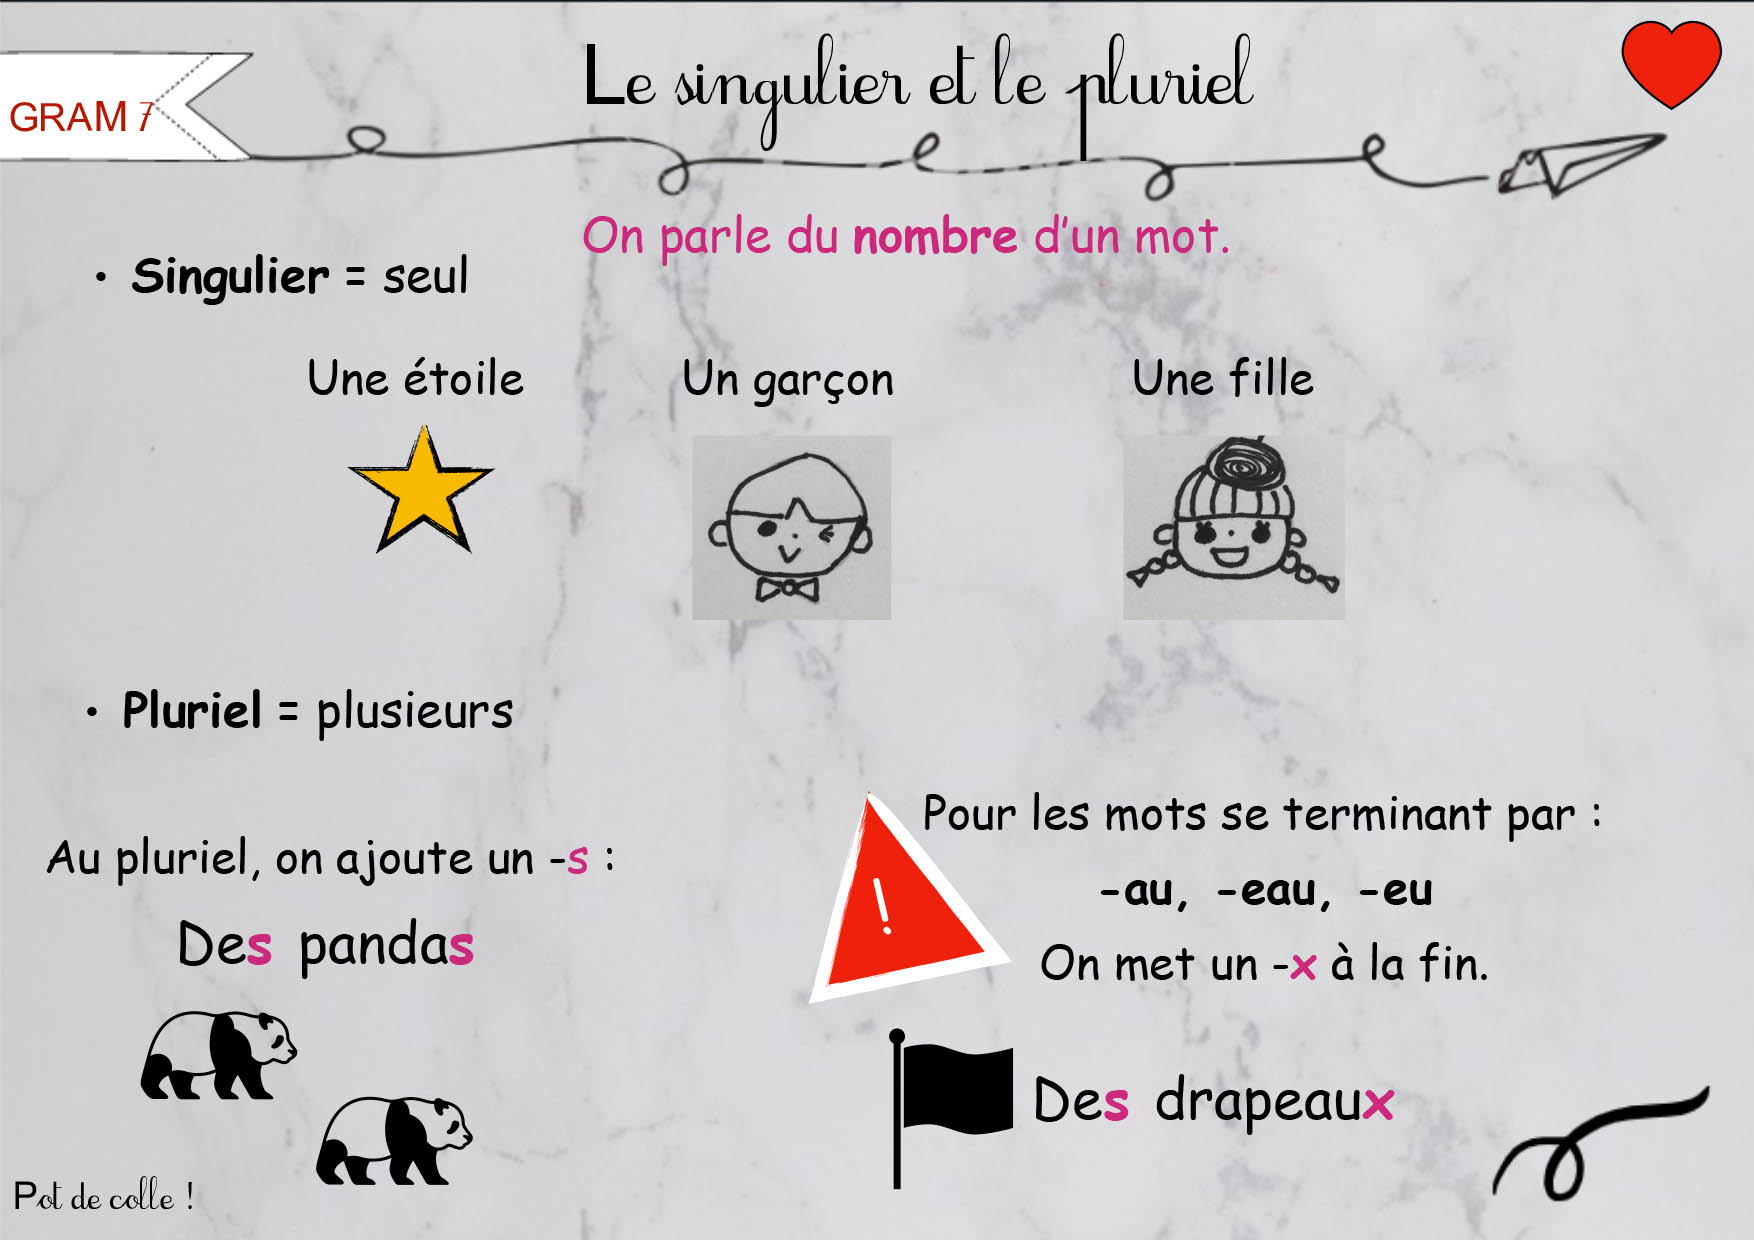 Le singulier et le pluriel
GRAM 7
On parle du nombre d'un mot.
• Singulier = seul
Une étoile
Un garçon
Une fille
• Pluriel = plusieurs
Au pluriel, on ajoute un -s :
Des pandas
!
Pour les mots se terminant par :
-au, -eau, -eu
On met un -x à la fin.
Des drapeaux
Pot de colle !